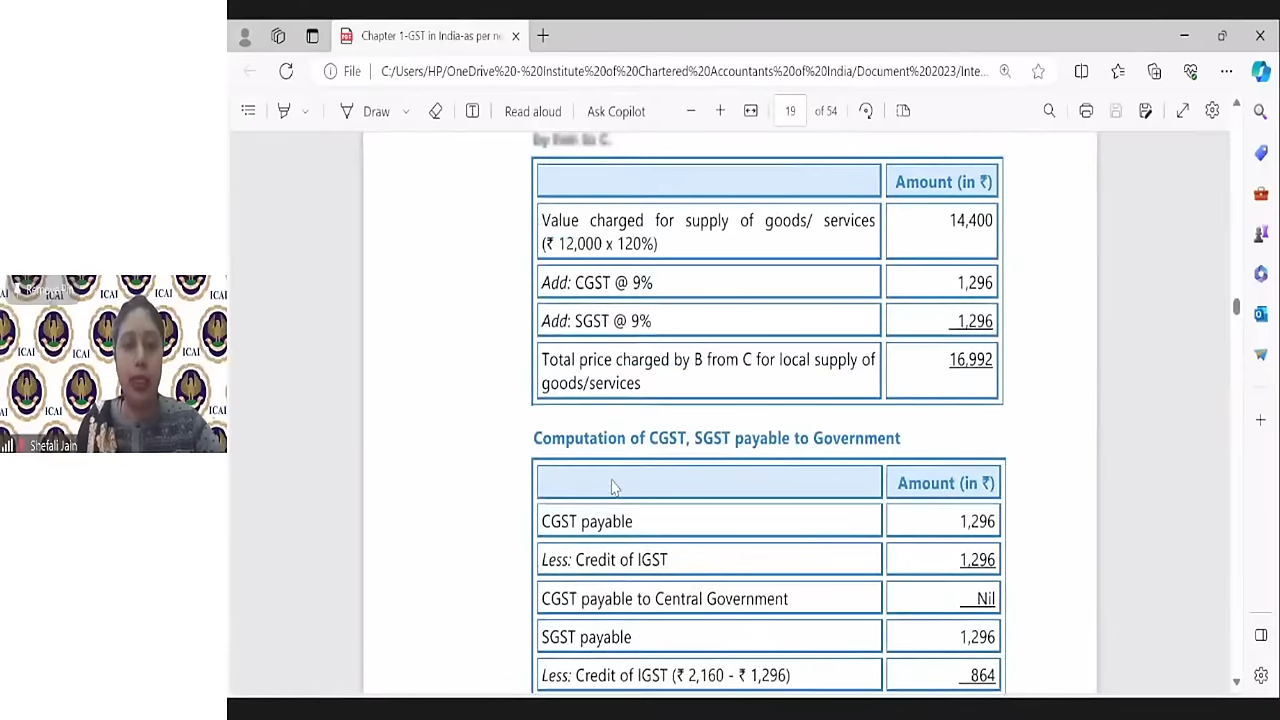 Chapter 1-GST in India-as per ne
File
C:/Users/HP/OneDrive%20-%20Institute%20of%20Chartered%20Accountants%20of%20India/Document%202023/Inte...
Draw
Read aloud
Ask Copilot
19
of 54
Amount (in ₹)
Value charged for supply of goods/ services
(₹ 12,000 x 120%)
14,400
Add: CGST @ 9%
1,296
Add: SGST @ 9%
1,296
Total price charged by B from C for local supply of
goods/services
16,992
Computation of CGST, SGST payable to Government
Amount (in ₹)
CGST payable
1,296
Less: Credit of IGST
1,296
CGST payable to Central Government
Nil
SGST payable
1,296
Less: Credit of IGST (₹ 2,160 - ₹ 1,296)
864
ICAI
ICAI
ICAI
ICAI
ICAI
ICAI
Shefali Jain